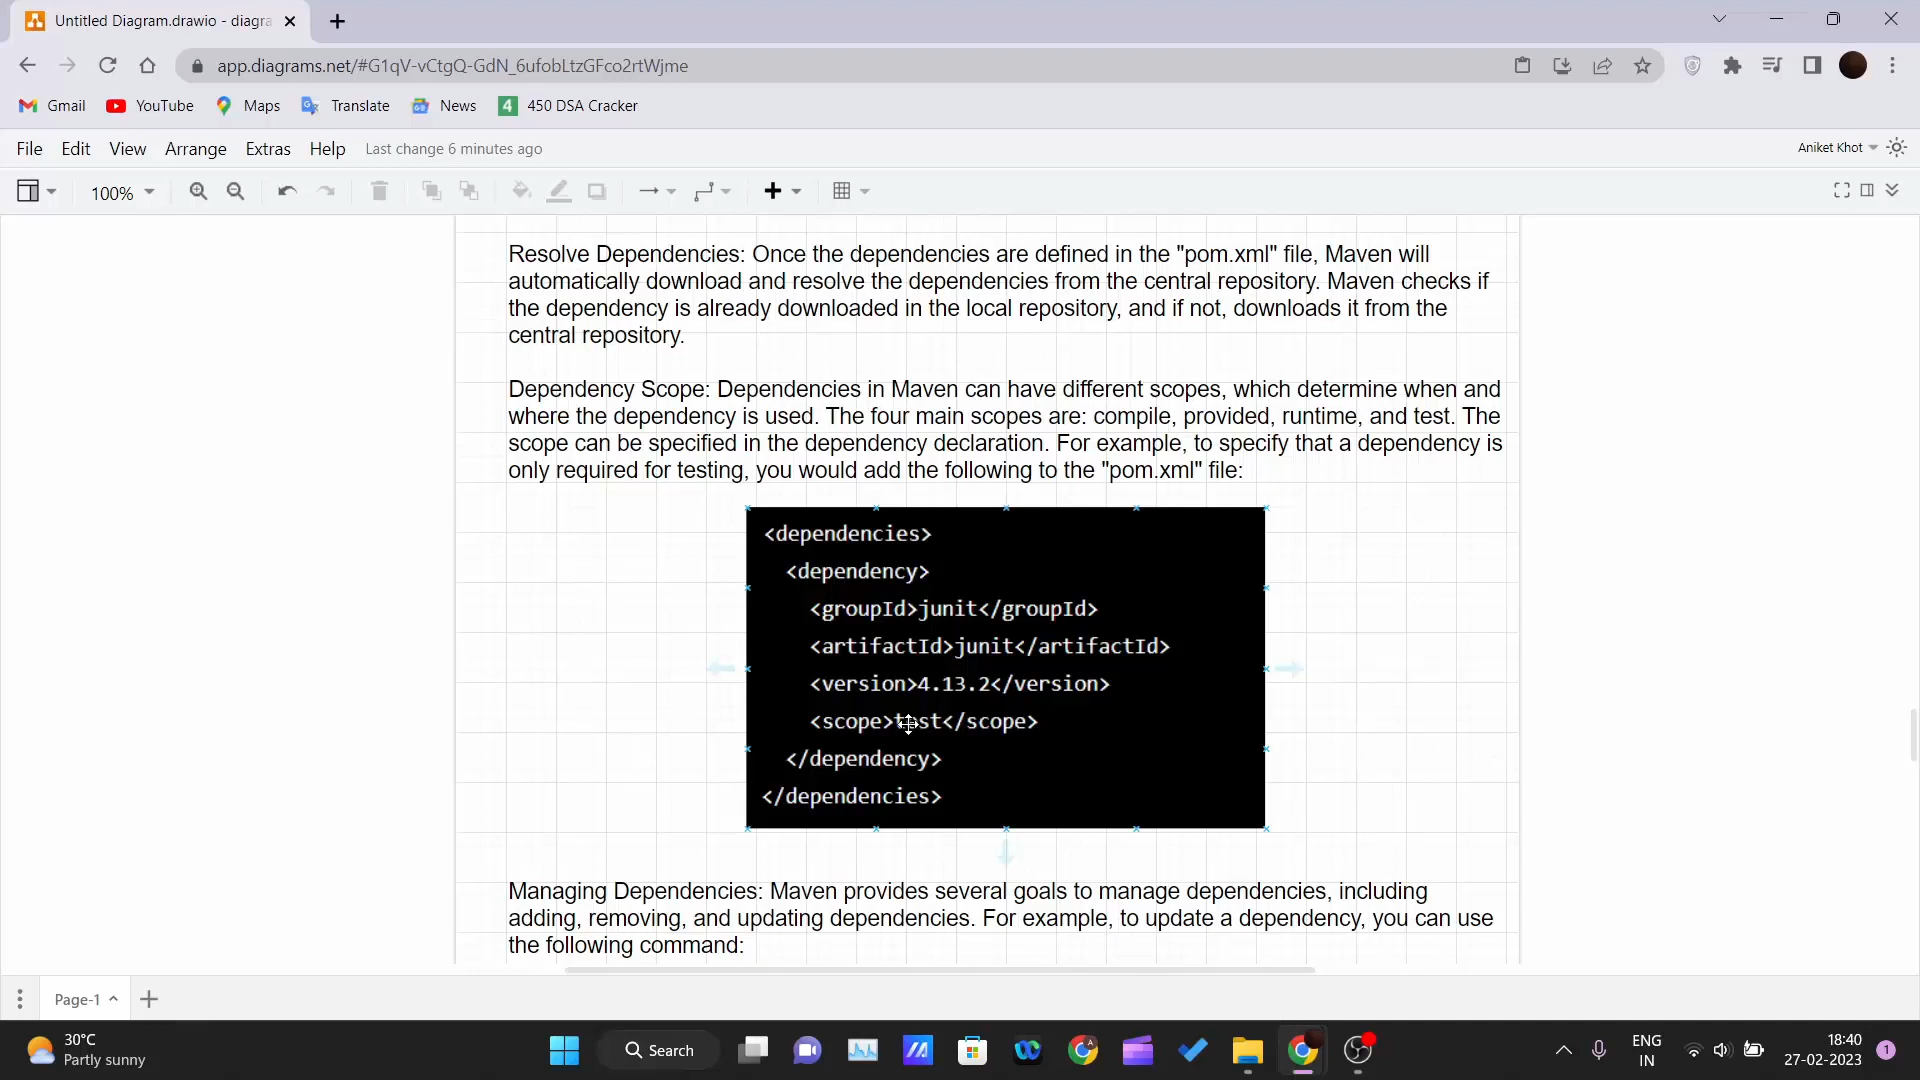 Untitled Diagram.drawio - diagra
app.diagrams.net/#G1qV-vCtgQ-GdN_6ufobLtzGFco2rtWjme
Gmail YouTube Maps Translate News 4 450 DSA Cracker
File Edit View Arrange Extras Help Last change 6 minutes ago Aniket Khot
100%
Resolve Dependencies: Once the dependencies are defined in the "pom.xml" file, Maven will
automatically download and resolve the dependencies from the central repository. Maven checks if
the dependency is already downloaded in the local repository, and if not, downloads it from the
central repository.
Dependency Scope: Dependencies in Maven can have different scopes, which determine when and
where the dependency is used. The four main scopes are: compile, provided, runtime, and test. The
scope can be specified in the dependency declaration. For example, to specify that a dependency is
only required for testing, you would add the following to the "pom.xml" file:
<dependencies>
<dependency>
<groupId>junit</groupId>
<artifactId>junit</artifactId>
<version>4.13.2</version>
<scope>test</scope>
</dependency>
</dependencies>
Managing Dependencies: Maven provides several goals to manage dependencies, including
adding, removing, and updating dependencies. For example, to update a dependency, you can use
the following command:
Page-1
30°C
Partly sunny
Search
ENG
IN
18:40
27-02-2023
1